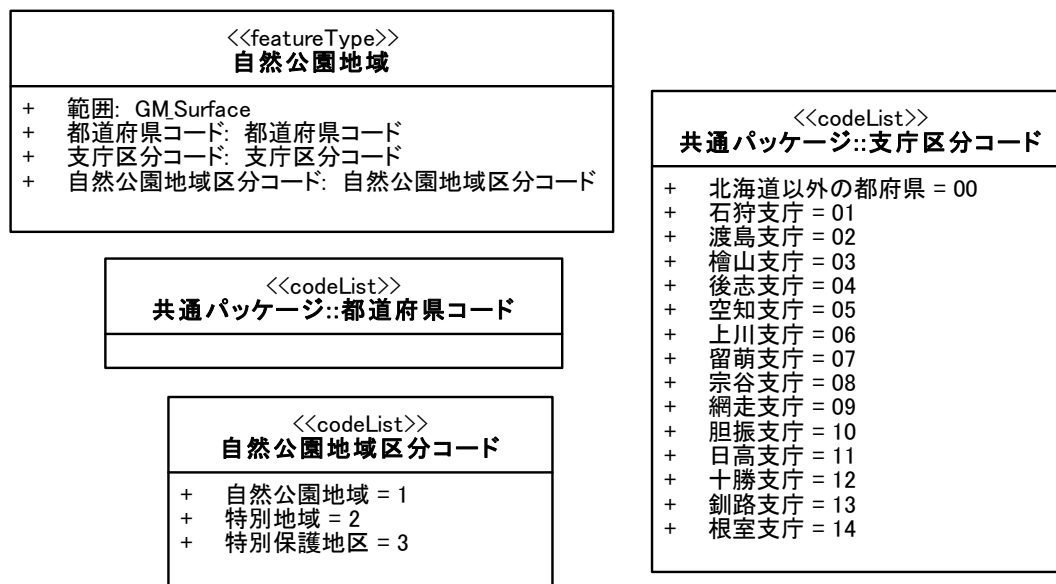 <<featureType>>
自然公園地域
+ 範囲: GM_Surface
+ 都道府県コード: 都道府県コード
+ 支庁区分コード: 支庁区分コード
+ 自然公園地域区分コード: 自然公園地域区分コード
<<codeList>>
共通パッケージ::都道府県コード
<<codeList>>
自然公園地域区分コード
+ 自然公園地域 = 1
+ 特別地域 = 2
+ 特別保護地区 = 3
<<codeList>>
共通パッケージ::支庁区分コード
+ 北海道以外の都府県 = 00
+ 石狩支庁 = 01
+ 渡島支庁 = 02
+ 檜山支庁 = 03
+ 後志支庁 = 04
+ 空知支庁 = 05
+ 上川支庁 = 06
+ 留萌支庁 = 07
+ 宗谷支庁 = 08
+ 網走支庁 = 09
+ 胆振支庁 = 10
+ 日高支庁 = 11
+ 十勝支庁 = 12
+ 釧路支庁 = 13
+ 根室支庁 = 14